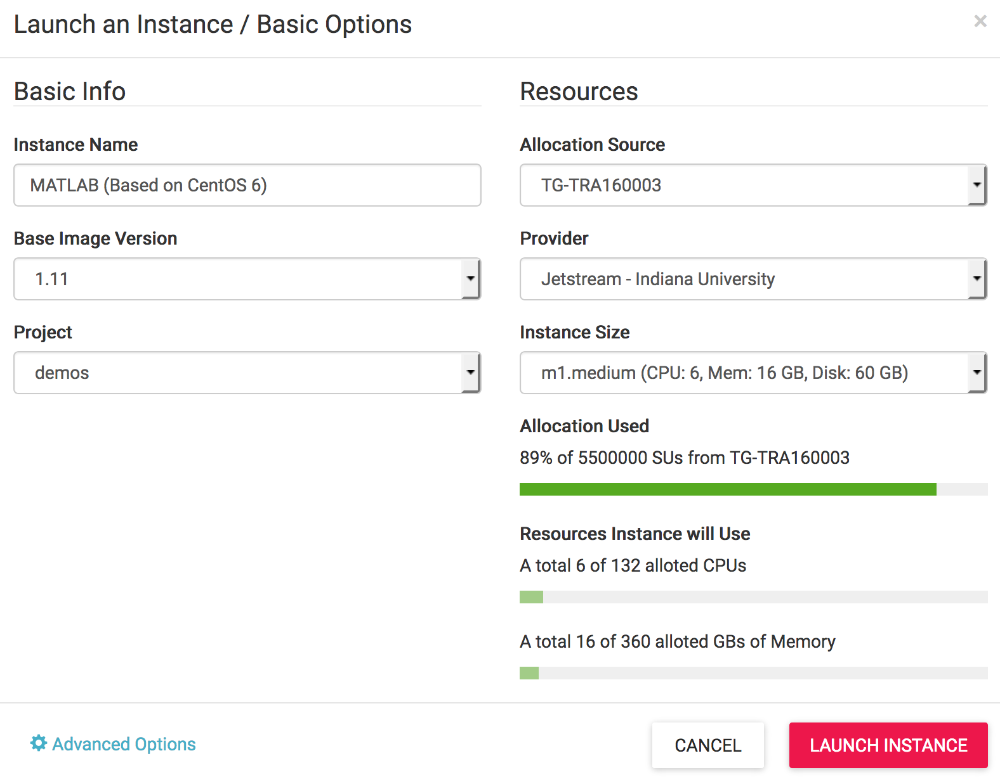 Launch an Instance / Basic Options
×
Basic Info
Instance Name
MATLAB (Based on CentOS 6)
Base Image Version
1.11
Project
demos
Resources
Allocation Source
TG-TRA160003
Provider
Jetstream - Indiana University
Instance Size
m1.medium (CPU: 6, Mem: 16 GB, Disk: 60 GB)
Allocation Used
89% of 5500000 SUs from TG-TRA160003
Resources Instance will Use
A total 6 of 132 alloted CPUs
A total 16 of 360 alloted GBs of Memory
Advanced Options
CANCEL
LAUNCH INSTANCE